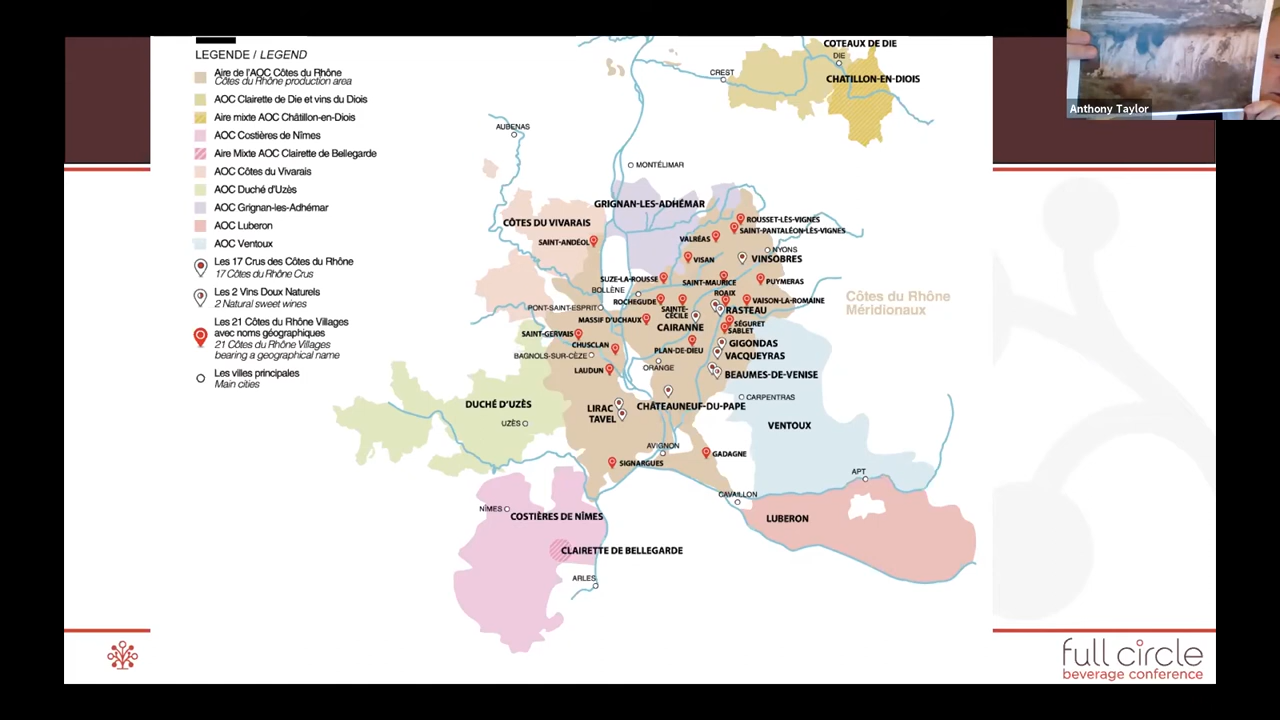 LEGENDE / LEGEND
Aire de l'AOC Côtes du Rhône
Côtes du Rhône production area
AOC Clairette de Die et vins du Diois
Aire mixte AOC Châtillon-en-Diois
AOC Costières de Nîmes
Aire Mixte AOC Clairette de Bellegarde
AOC Côtes du Vivarais
AOC Duché d'Uzès
AOC Grignan-les-Adhémar
AOC Luberon
AOC Ventoux
Les 17 Crus des Côtes du Rhône
17 Côtes du Rhône Crus
Les 2 Vins Doux Naturels
2 Natural sweet wines
Les 21 Côtes du Rhône Villages
avec noms géographiques
21 Côtes du Rhône Villages
bearing a geographical name
Les villes principales
Main cities
COTEAUX DE DIE
DIE
CREST
CHATILLON-EN-DIOIS
Anthony Taylor
AUBENAS
MONTÉLIMAR
GRIGNAN-LES-ADHÉMAR
CÔTES DU VIVARAIS
ROUSSET-LÈS-VIGNES
SAINT-PANTALÉON-LÈS-VIGNES
SAINT-ANDÉOL
VALRÉAS
NYONS
VISAN
VINSOBRES
SUZE-LA-ROUSSE
SAINT-MAURICE
PUYMERAS
BOLLÈNE
ROAIX
ROCHEGUDE
VAISON-LA-ROMAINE
Côtes du Rhône
Méridionaux
PONT-SAINT-ESPRIT
SAINTE-
CÉCILE
RASTEAU
MASSIF D'UCHAUX
CAIRANNE
SÉGURET
SABLET
SAINT-GERVAIS
CHUSCLAN
GIGONDAS
PLAN-DE-DIEU
VACQUEYRAS
BAGNOLS-SUR-CÈZE
ORANGE
LAUDUN
BEAUMES-DE-VENISE
CARPENTRAS
DUCHÉ D'UZÈS
LIRAC
TAVEL
CHÂTEAUNEUF-DU-PAPE
UZÈS
VENTOUX
AVIGNON
GADAGNE
SIGNARGUES
APT
CAVAILLON
NÎMES
COSTIÈRES DE NÎMES
LUBERON
CLAIRETTE DE BELLEGARDE
ARLES
full circle
beverage conference